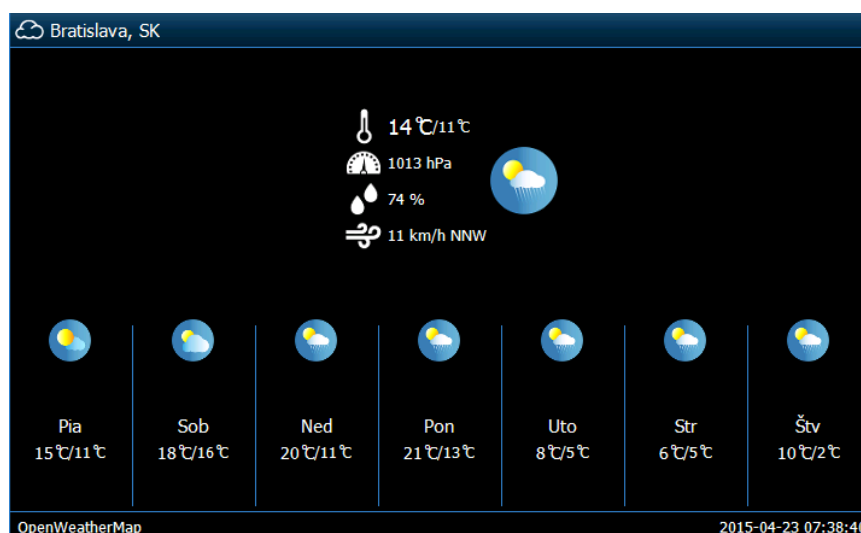 Bratislava, SK
14℃/11℃
1013 hPa
74 %
11 km/h NNW
Pia Sob Ned Pon Uto Str Štv
15℃/11℃ 18℃/16℃ 20℃/11℃ 21℃/13℃ 8℃/5℃ 6℃/5℃ 10℃/2℃
OpenWeatherMap 2015-04-23 07:38:40